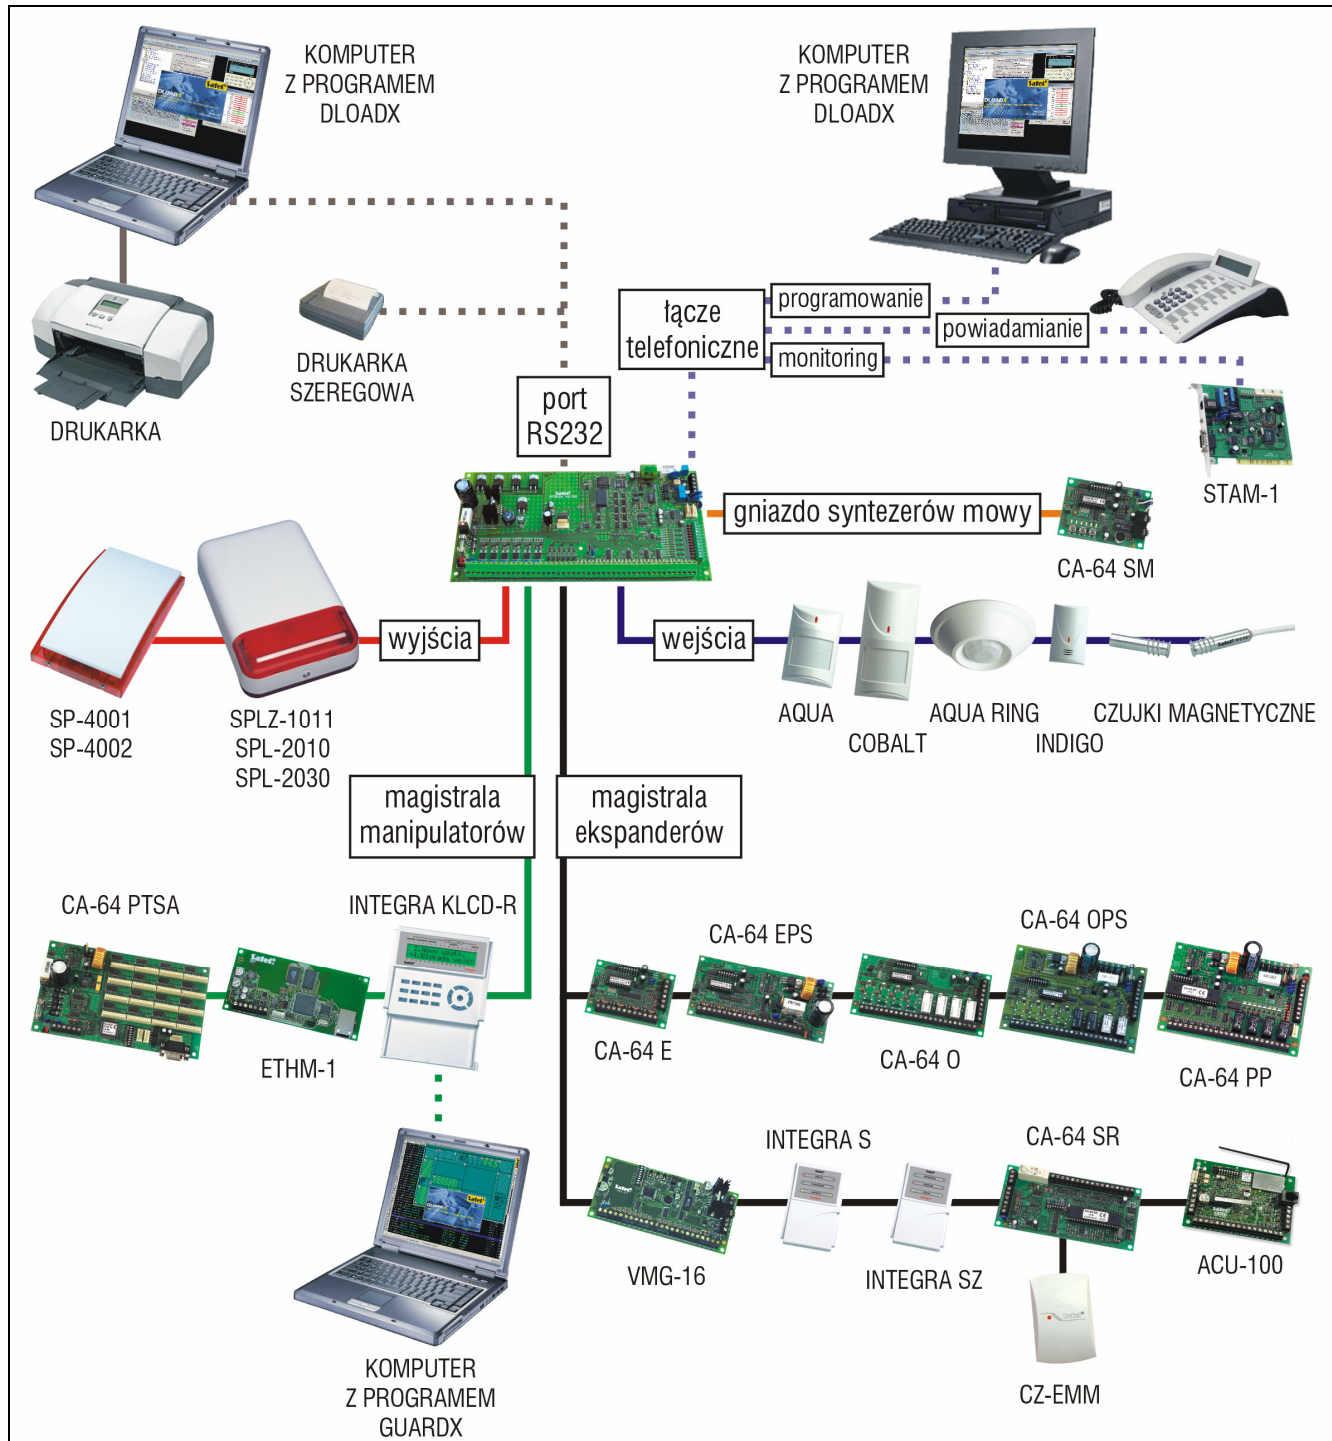 KOMPUTER
Z PROGRAMEM
DLOADX
KOMPUTER
Z PROGRAMEM
DLOADX
programowanie
łącze
telefoniczne
powiadamianie
monitoring
DRUKARKA
SZEREGOWA
DRUKARKA
port
RS232
STAM-1
gniazdo syntezerów mowy
CA-64 SM
wyjścia
wejścia
SP-4001
SP-4002
SPLZ-1011
SPL-2010
SPL-2030
AQUA
COBALT
AQUA RING
INDIGO
CZUJKI MAGNETYCZNE
magistrala
manipulatorów
magistrala
ekspanderów
CA-64 PTSA
INTEGRA KLCD-R
ETHM-1
CA-64 EPS
CA-64 OPS
CA-64 E
CA-64 O
CA-64 PP
INTEGRA S
CA-64 SR
VMG-16
INTEGRA SZ
ACU-100
CZ-EMM
KOMPUTER
Z PROGRAMEM
GUARDX